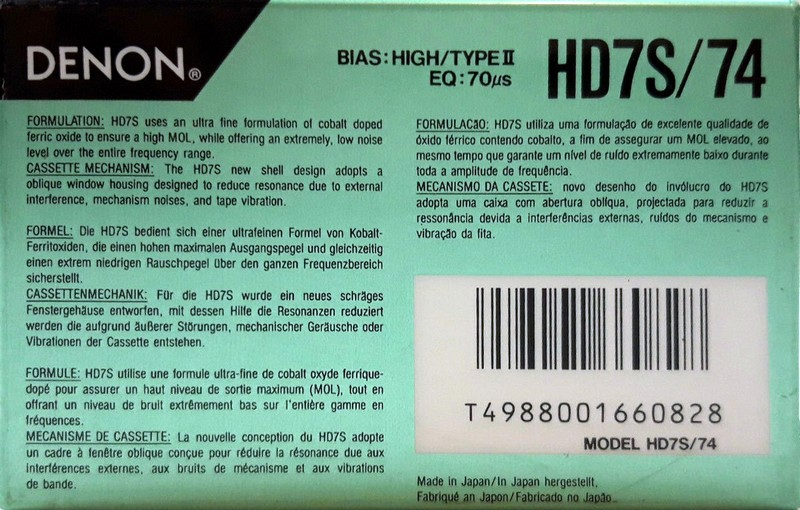 DENON®
BIAS:HIGH/TYPE II
EQ:70μs
HD7S/74
FORMULATION: HD7S uses an ultra fine formulation of cobalt doped
ferric oxide to ensure a high MOL, while offering an extremely, low noise
level over the entire frequency range.
CASSETTE MECHANISM: The HD7S new shell design adopts a
oblique window housing designed to reduce resonance due to external
interference, mechanism noises, and tape vibration.
FORMEL: Die HD7S bedient sich einer ultrafeinen Formel von Kobalt-
Ferritoxiden, die einen hohen maximalen Ausgangspegel und gleichzeitig
einen extrem niedrigen Rauschpegel über den ganzen Frequenzbereich
sicherstellt.
CASSETTENMECHANIK: Für die HD7S wurde ein neues schräges
Fenstergehäuse entworfen, mit dessen Hilfe die Resonanzen reduziert
werden die aufgrund äußerer Störungen, mechanischer Geräusche oder
Vibrationen der Cassette entstehen.
FORMULE: HD7S utilise une formule ultra-fine de cobalt oxyde ferrique-
dopé pour assurer un haut niveau de sortie maximum (MOL), tout en
offrant un niveau de bruit extrêmement bas sur l'entière gamme en
fréquences.
MECANISME DE CASSETTE: La nouvelle conception du HD7S adopte
un cadre à fenêtre oblique conçue pour réduire la résonance due aux
interférences externes, aux bruits de mécanisme et aux vibrations
de bande.
FORMULACãO: HD7S utiliza uma formulação de excelente qualidade de
óxido férrico contendo cobalto, a fim de assegurar um MOL elevado, ao
mesmo tempo que garante um nível de ruído extremamente baixo durante
toda a amplitude de frequência.
MECANISMO DA CASSETE: novo desenho do invólucro do HD7S
adopta uma caixa com abertura oblíqua, projectada para reduzir a
ressonância devida a interferências externas, ruídos do mecanismo e
vibração da fita.
T4988001660828
MODEL HD7S/74
Made in Japan/In Japan hergestellt,
Fabriqué an Japon/Fabricado no Japão